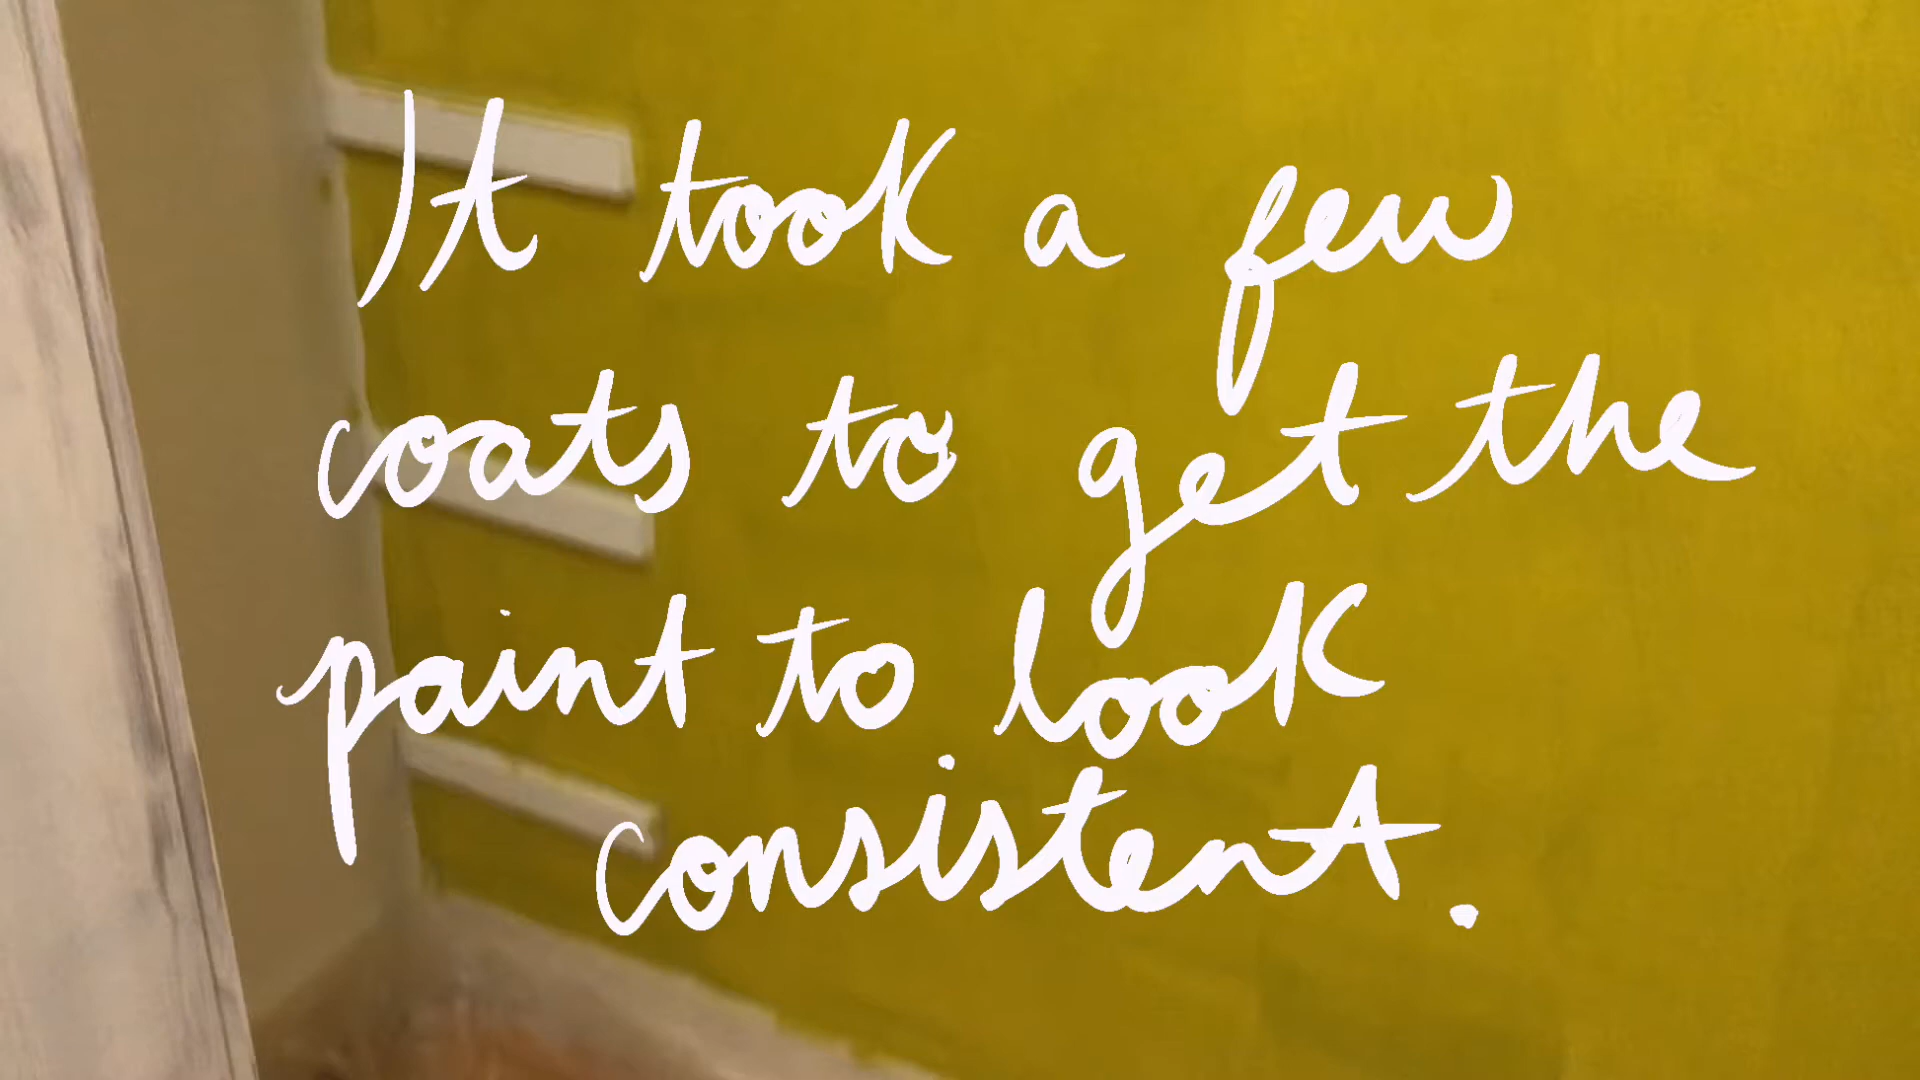 It took a few
coats to get the
paint to look
consistent.